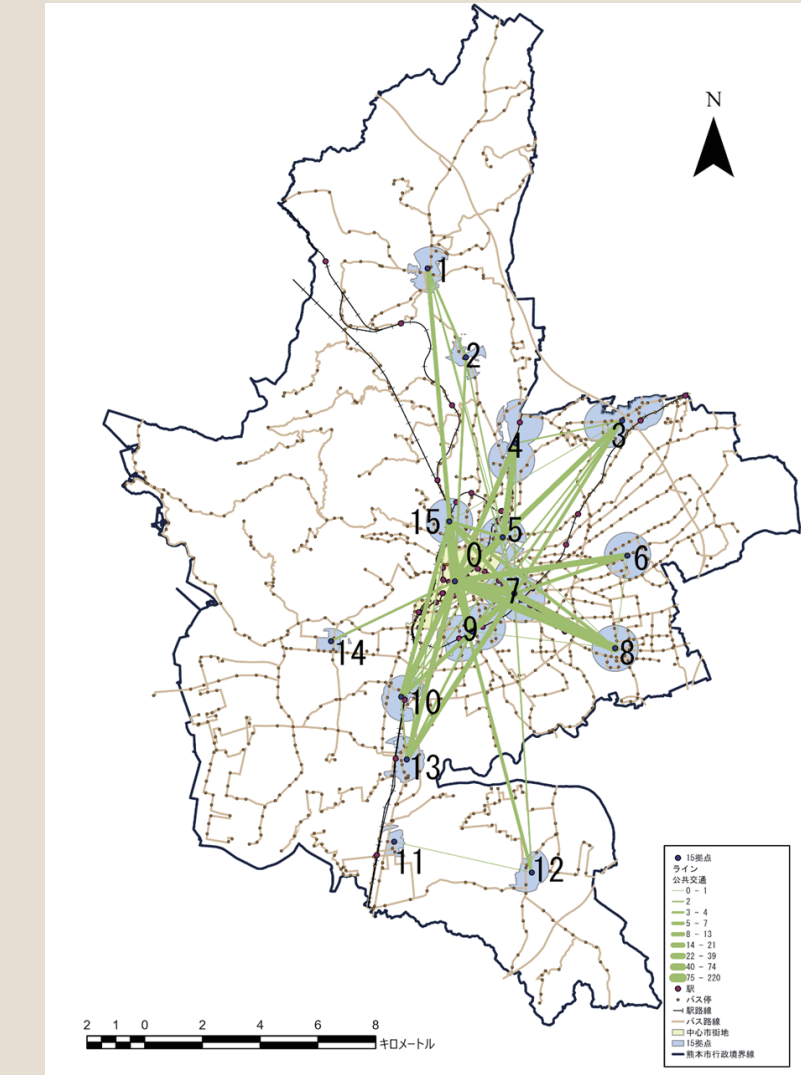 N
1
2
3
4
15
5
0
6
7
9
8
14
10
13
11
12
15拠点
ライン
公共交通
0 - 1
2
3 - 4
5 - 7
8 - 13
14 - 21
22 - 39
40 - 74
75 - 220
駅
バス停
駅路線
バス路線
中心市街地
15拠点
熊本市行政境界線
2 1 0 2 4 6 8
キロメートル